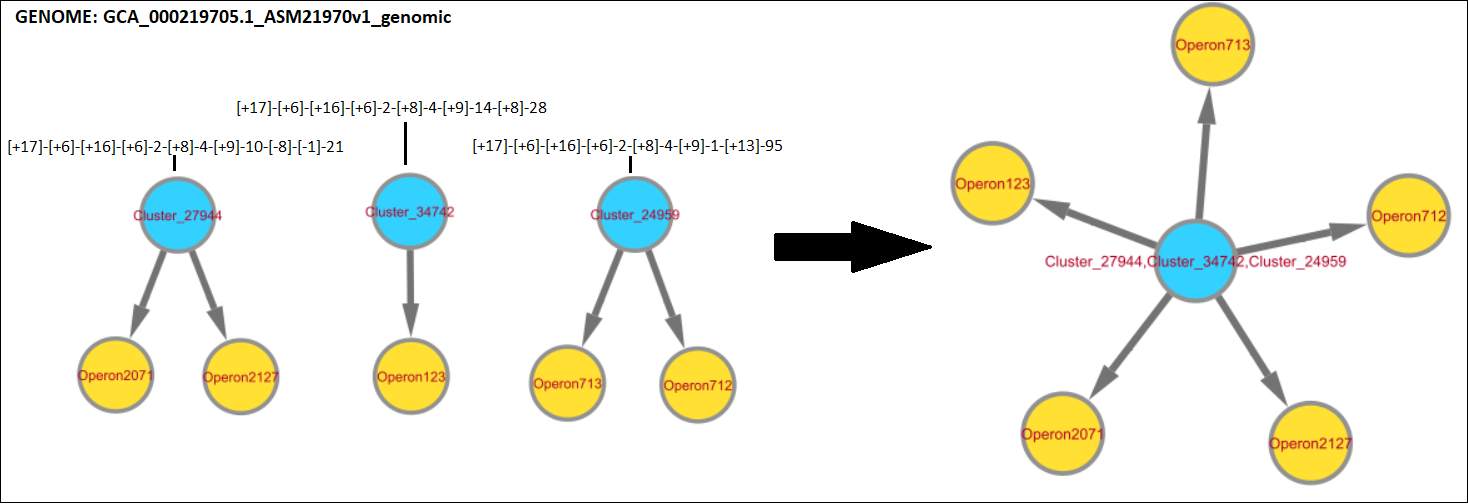 GENOME: GCA_000219705.1_ASM21970v1_genomic
[+17]-[+6]-[+16]-[+6]-2-[+8]-4-[+9]-14-[+8]-28
[+17]-[+6]-[+16]-[+6]-2-[+8]-4-[+9]-10-[-8]-[-1]-21
[+17]-[+6]-[+16]-[+6]-2-[+8]-4-[+9]-1-[+13]-95
Cluster_27944
Cluster_34742
Cluster_24959
Operon2071
Operon2127
Operon123
Operon713
Operon712
Operon713
Operon123
Operon712
Cluster_27944,Cluster_34742,Cluster_24959
Operon2071
Operon2127